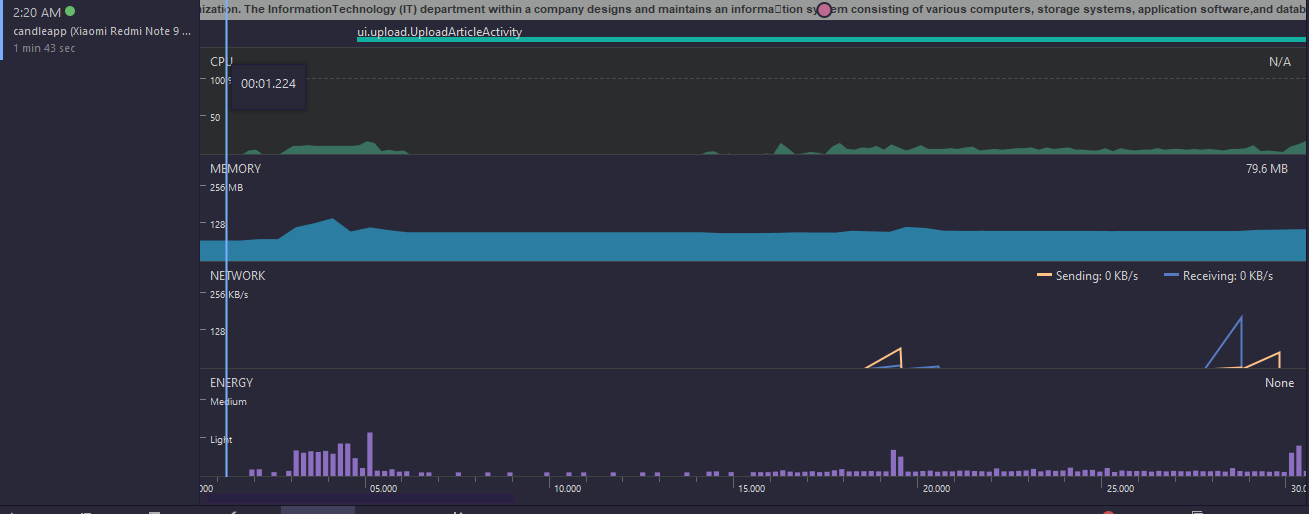 2:20 AM
candleapp (Xiaomi Redmi Note 9 ...
1 min 43 sec
nization. The InformationTechnology (IT) department within a company designs and maintains an informa▯tion sy em consisting of various computers, storage systems, application software,and datab
ui.upload.UploadArticleActivity
CPU
N/A
100 %
00:01.224
50
MEMORY
79.6 MB
256 MB
128
NETWORK
Sending: 0 KB/s
Receiving: 0 KB/s
256 KB/s
128
ENERGY
None
Medium
Light
000
05.000
10.000
15.000
20.000
25.000
30.0